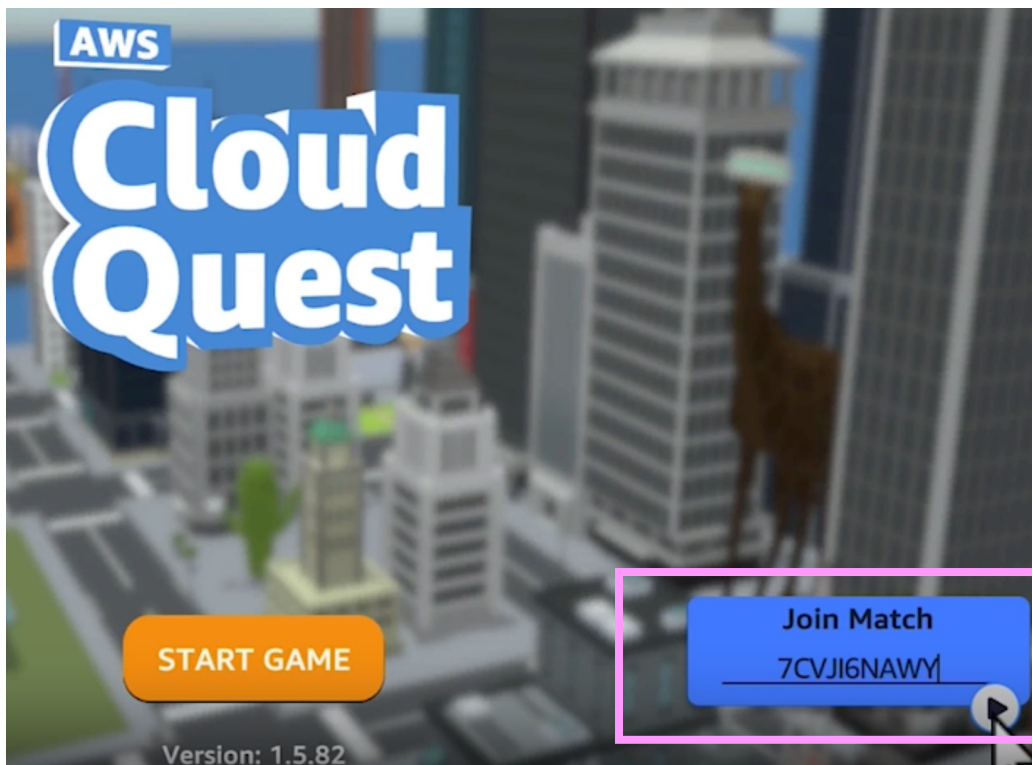 AWS
Cloud
Quest
START GAME
Version: 1.5.82
Join Match
7CVJI6NAWY